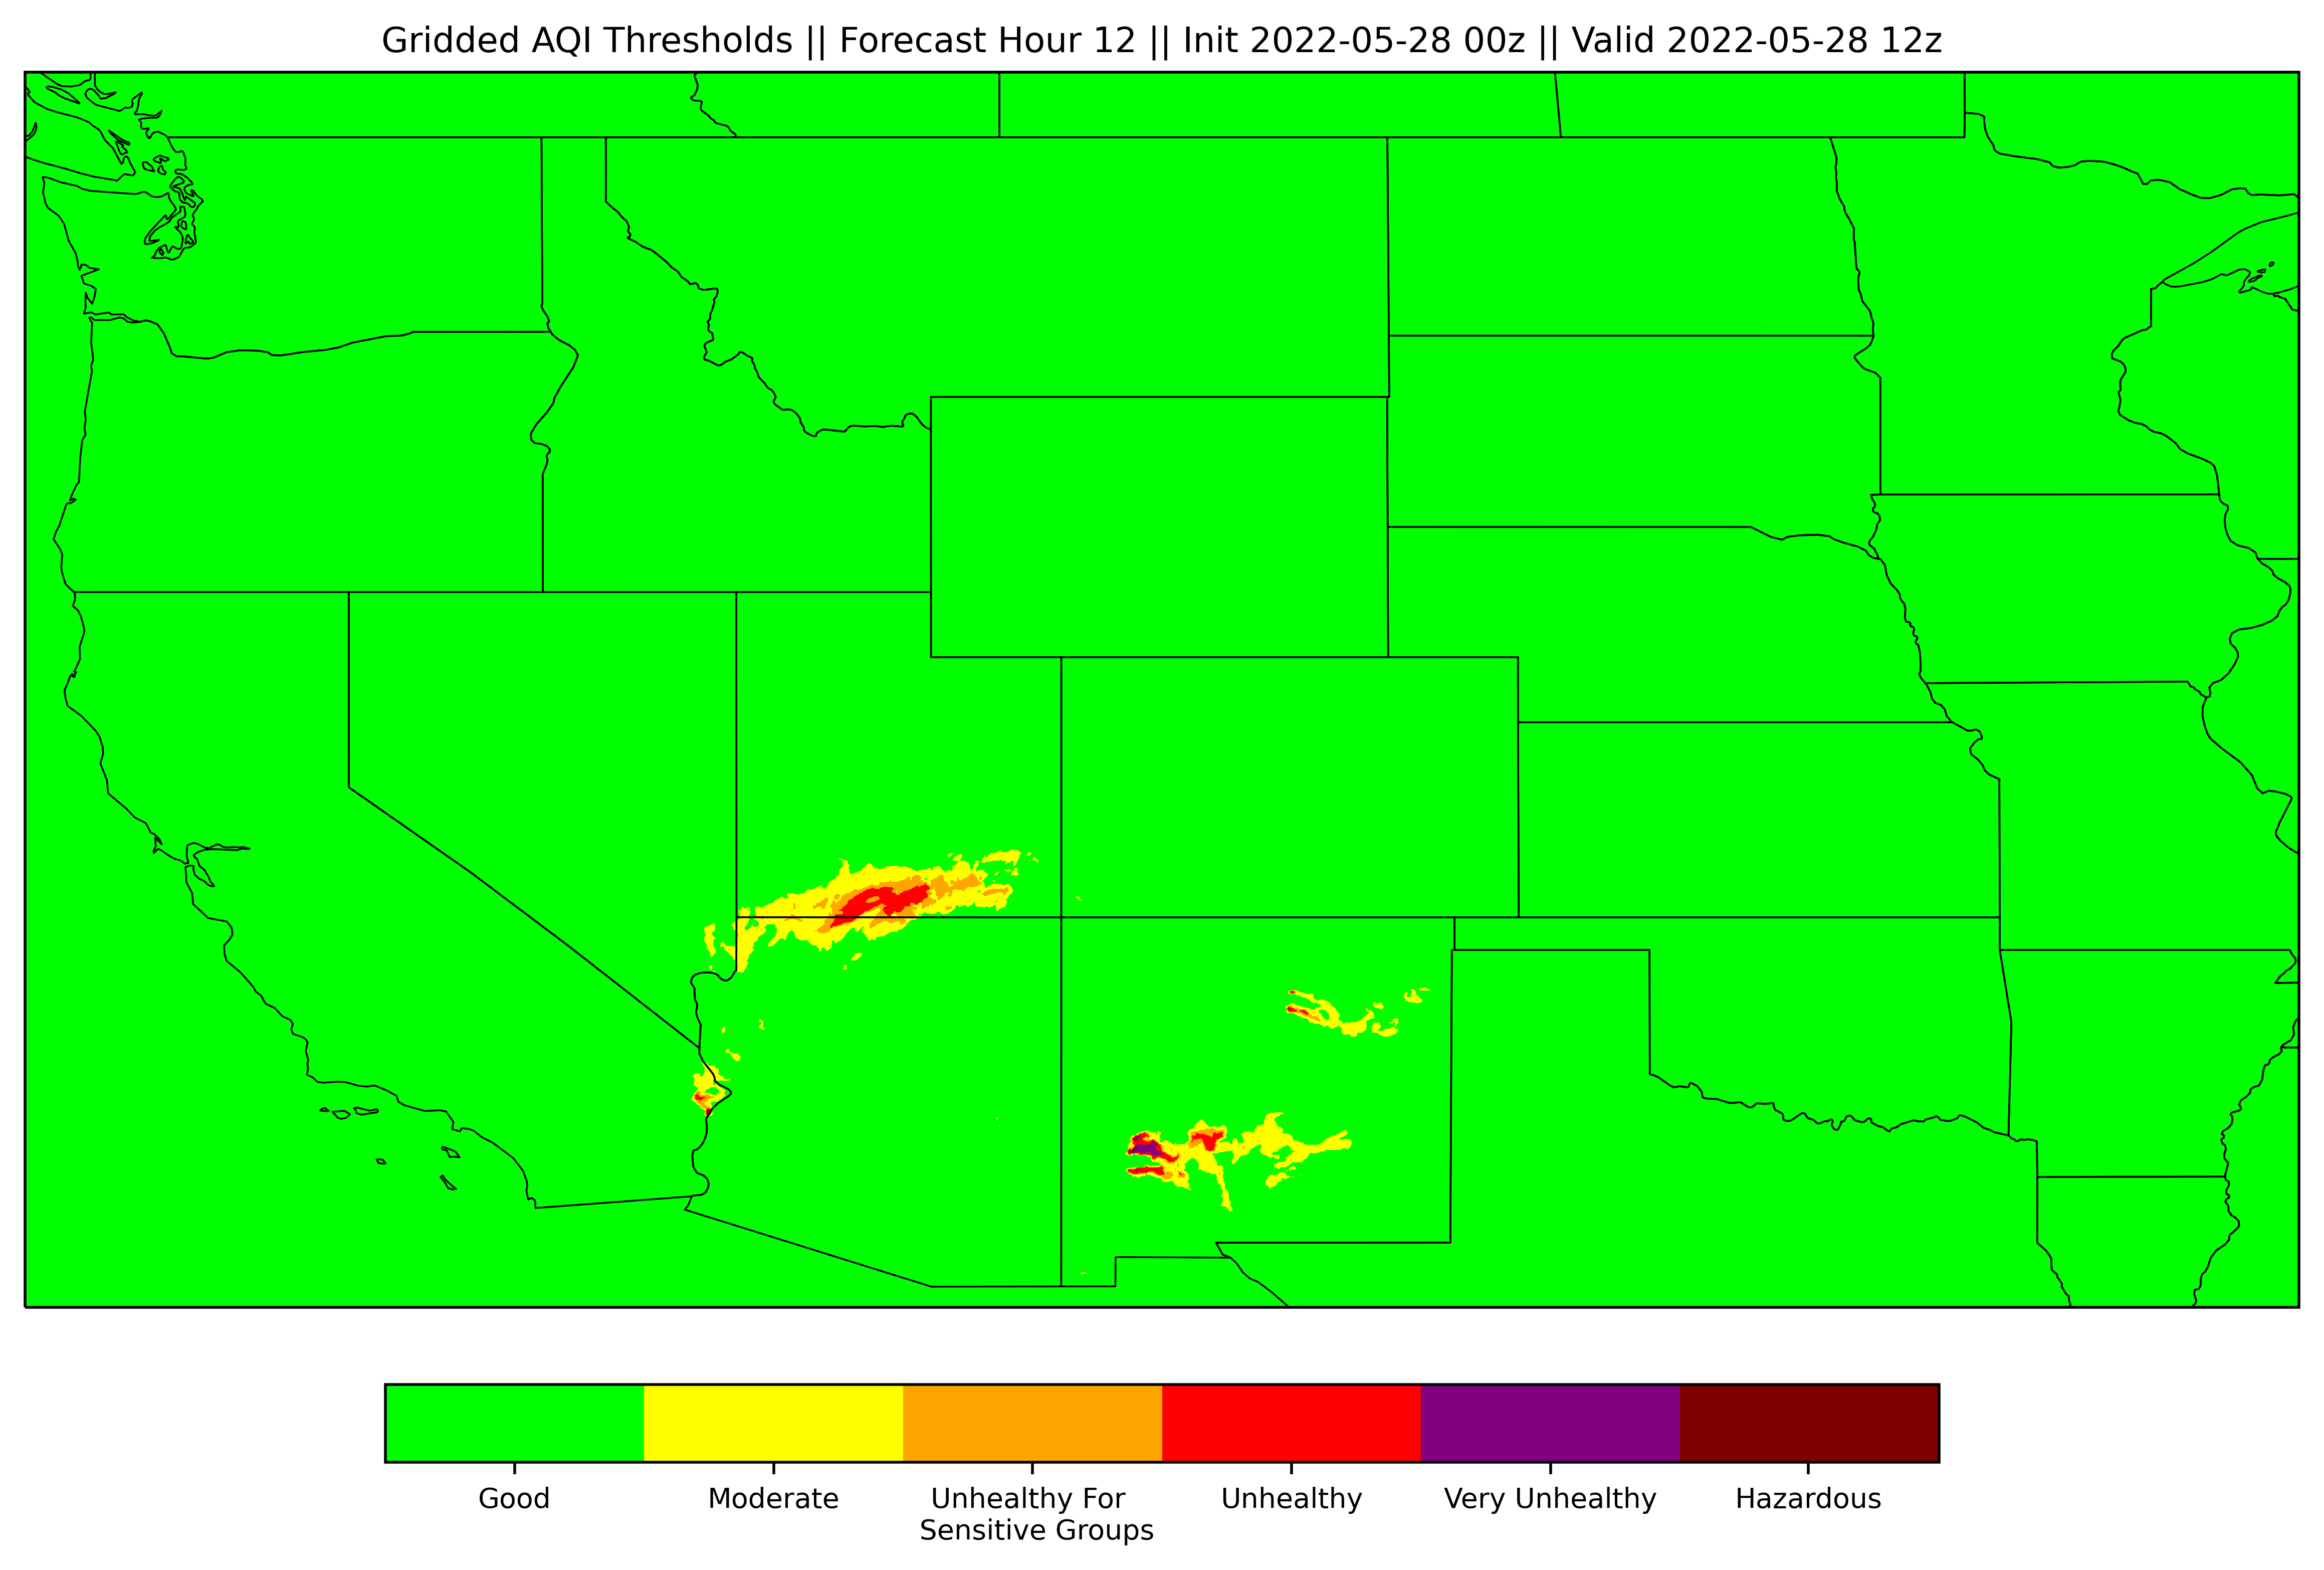 Gridded AQI Thresholds || Forecast Hour 12 || Init 2022-05-28 00z || Valid 2022-05-28 12z
Good
Moderate
Unhealthy For
Sensitive Groups
Unhealthy
Very Unhealthy
Hazardous